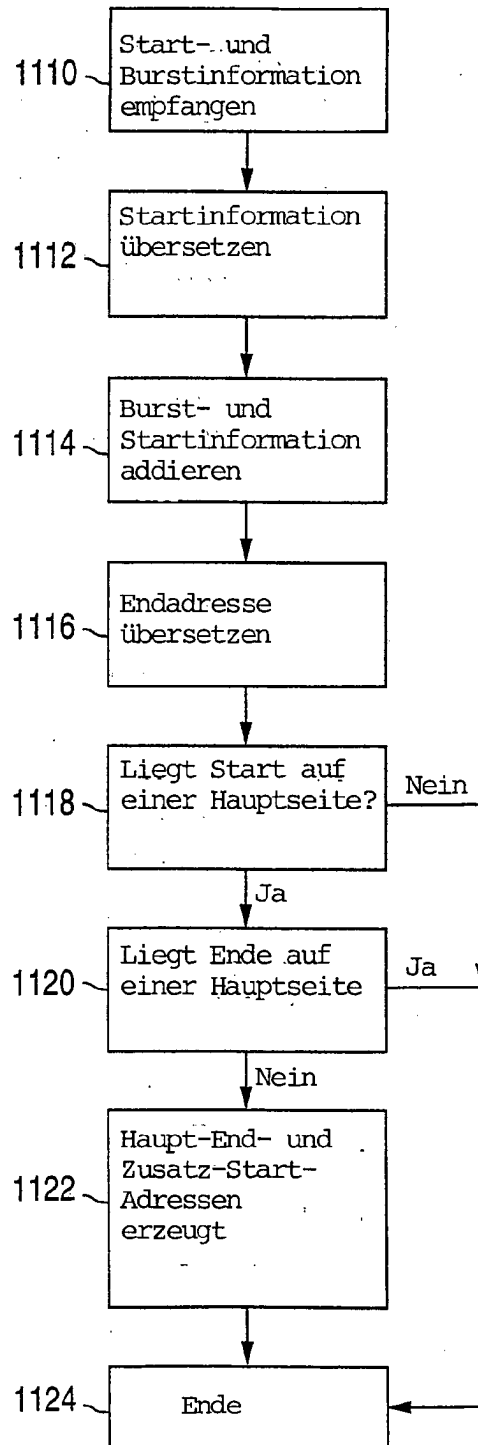 1110
Start- und
Burstinformation
empfangen
1112
Startinformation
übersetzen
1114
Burst- und
Startinformation
addieren
1116
Endadresse
übersetzen
1118
Liegt Start auf
einer Hauptseite?
Nein
Ja
1120
Liegt Ende auf
einer Hauptseite
Ja
Nein
1122
Haupt-End- und
Zusatz-Start-
Adressen
erzeugt
1124
Ende